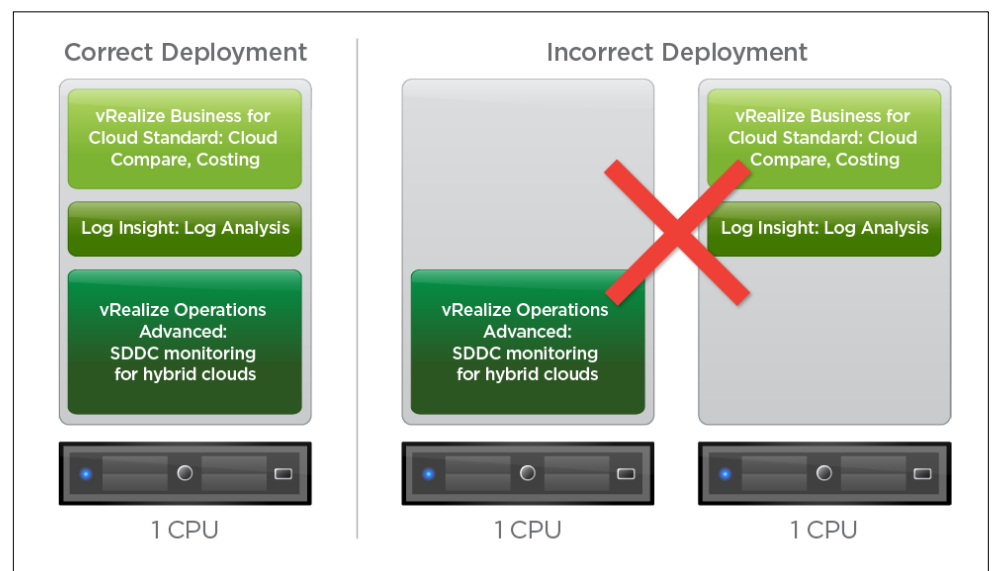 Correct Deployment
vRealize Business for
Cloud Standard: Cloud
Compare, Costing
Log Insight: Log Analysis
vRealize Operations
Advanced:
SDDC monitoring
for hybrid clouds
1 CPU
Incorrect Deployment
vRealize Operations
Advanced:
SDDC monitoring
for hybrid clouds
1 CPU
vRealize Business for
Cloud Standard: Cloud
Compare, Costing
Log Insight: Log Analysis
1 CPU